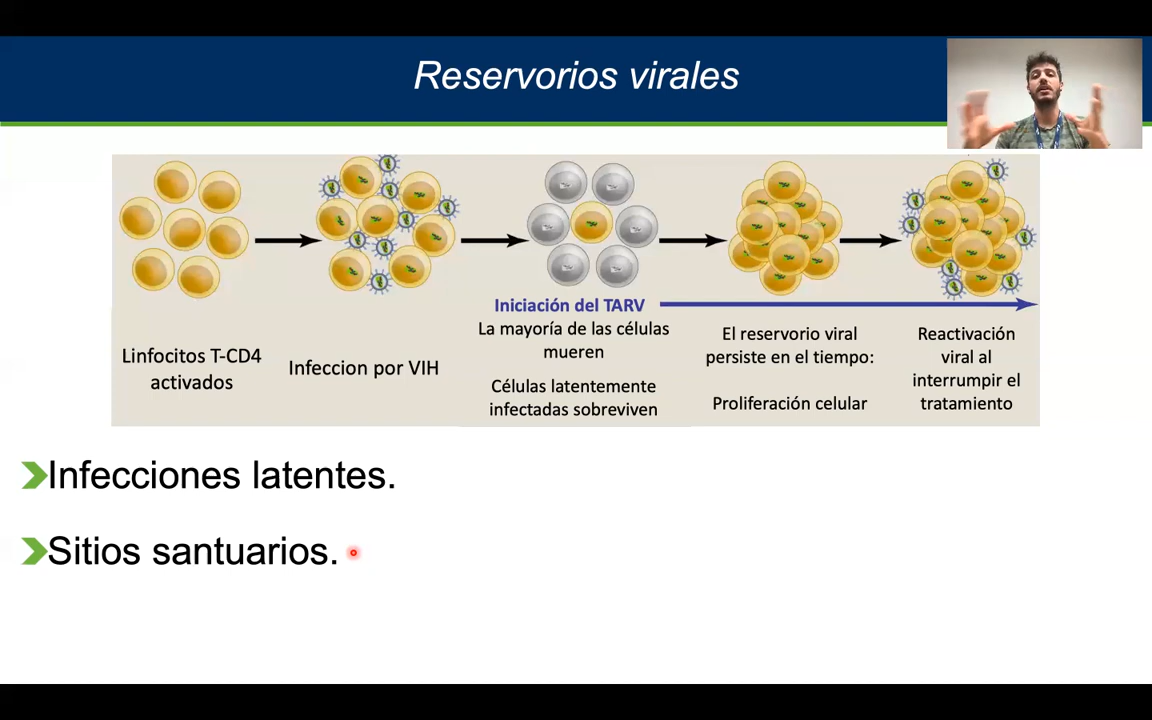 Reservorios virales
Linfocitos T-CD4
activados
Infeccion por VIH
Iniciación del TARV
La mayoría de las células
mueren
Células latentemente
infectadas sobreviven
El reservorio viral
persiste en el tiempo:
Proliferación celular
Reactivación
viral al
interrumpir el
tratamiento
Infecciones latentes.
Sitios santuarios.